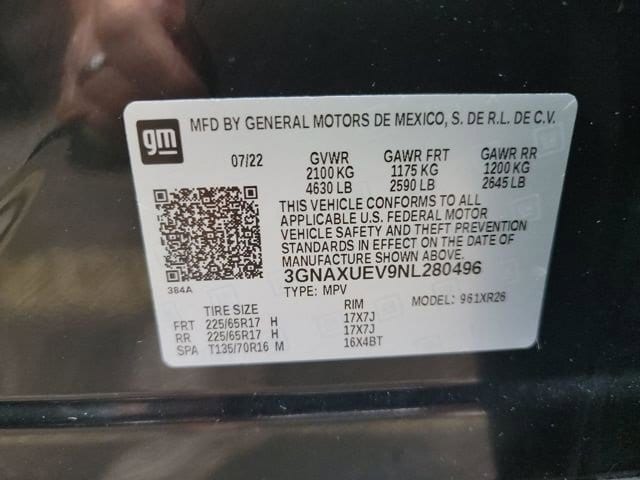 gm
MFD BY GENERAL MOTORS DE MEXICO, S. DE R.L. DE C.V.
07/22 GVWR GAWR FRT GAWR RR
2100 KG 1175 KG 1200 KG
4630 LB 2590 LB 2645 LB
THIS VEHICLE CONFORMS TO ALL
APPLICABLE U.S. FEDERAL MOTOR
VEHICLE SAFETY AND THEFT PREVENTION
STANDARDS IN EFFECT ON THE DATE OF
MANUFACTURE SHOWN ABOVE.
3GNAXUEV9NL280496
384A
TYPE: MPV MODEL: 961XR26
TIRE SIZE RIM
FRT 225/65R17 H 17X7J
RR 225/65R17 H 17X7J
SPA T135/70R16 M 16X4BT